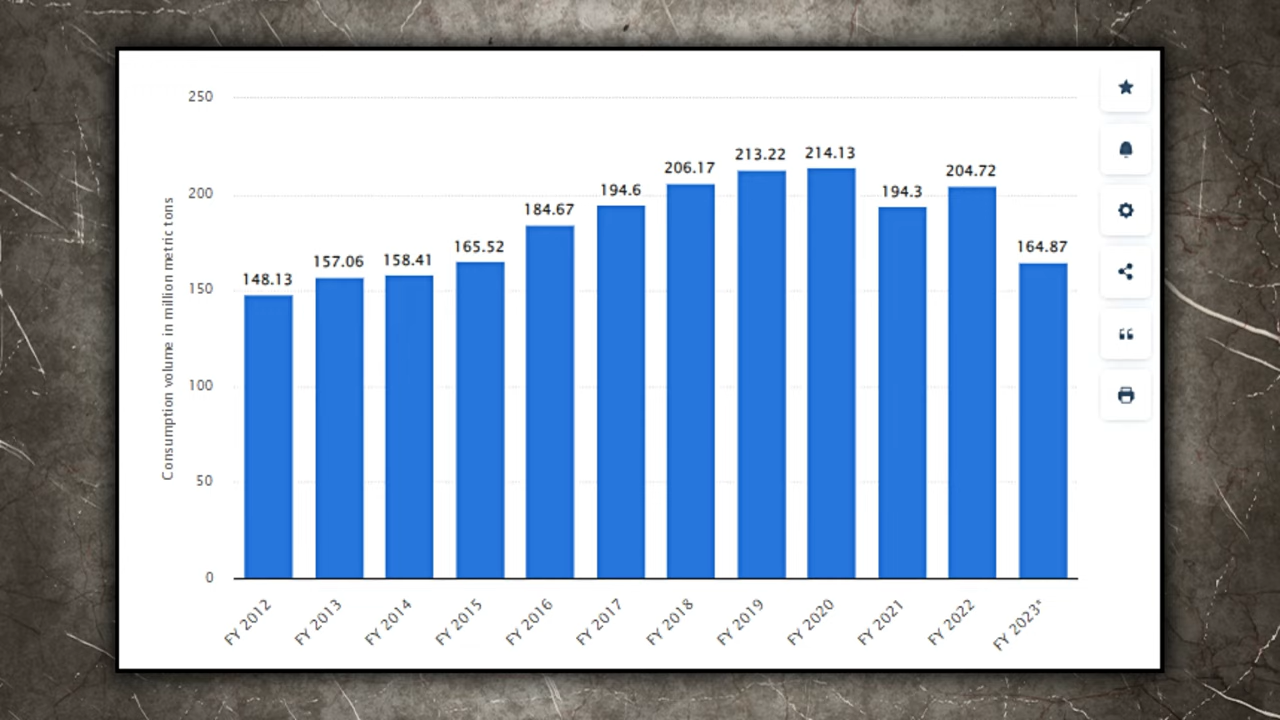 Consumption volume in million metric tons
250
200
150
100
50
0
148.13
157.06
158.41
165.52
184.67
194.6
206.17
213.22
214.13
194.3
204.72
164.87
FY 2012
FY 2013
FY 2014
FY 2015
FY 2016
FY 2017
FY 2018
FY 2019
FY 2020
FY 2021
FY 2022
FY 2023*